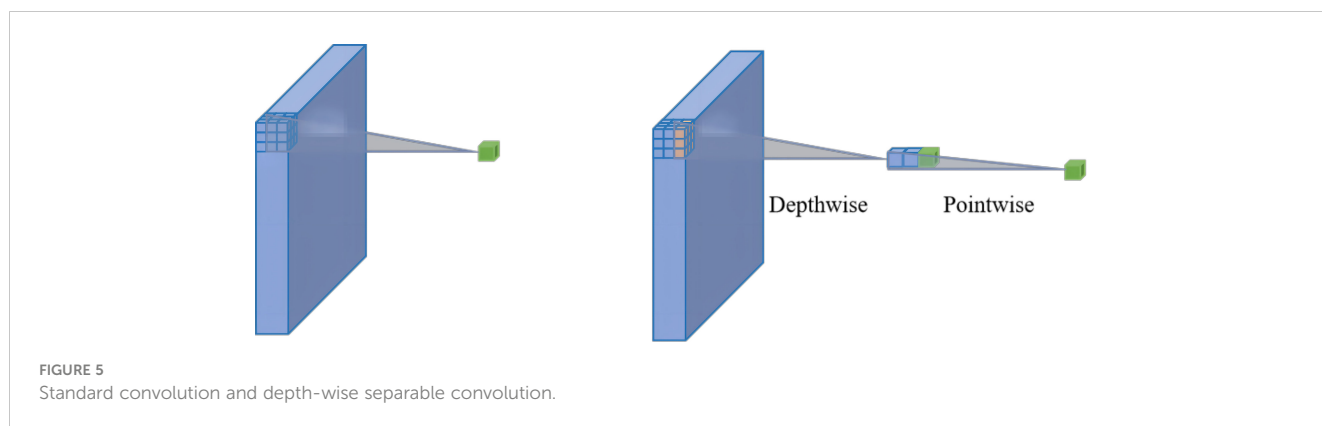 Depthwise
Pointwise
FIGURE 5
Standard convolution and depth-wise separable convolution.